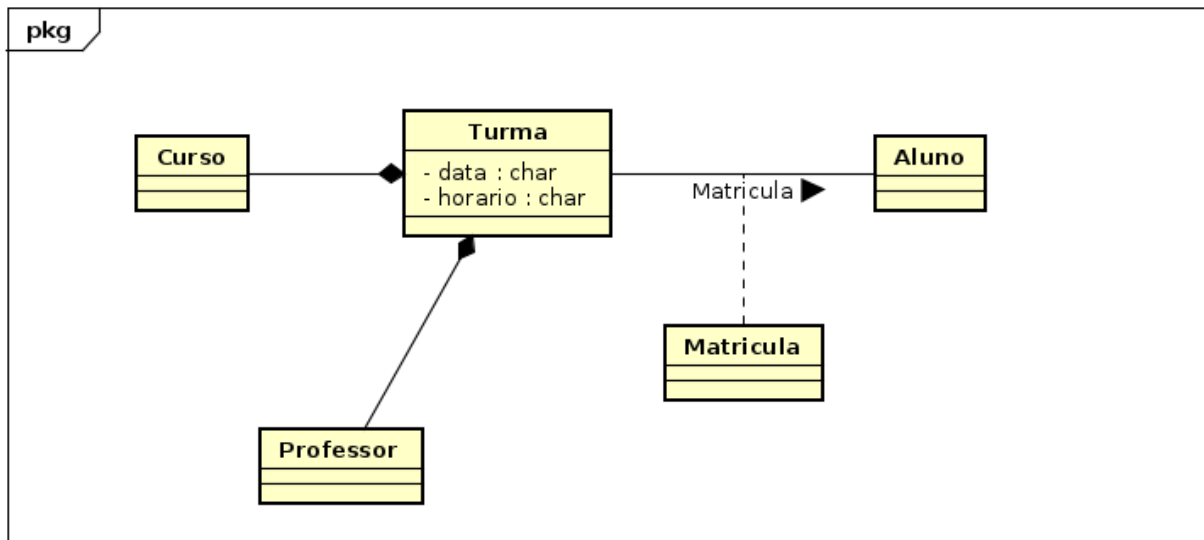 pkg
Curso
Turma
- data : char
- horario : char
Aluno
Matricula
Matricula
Professor